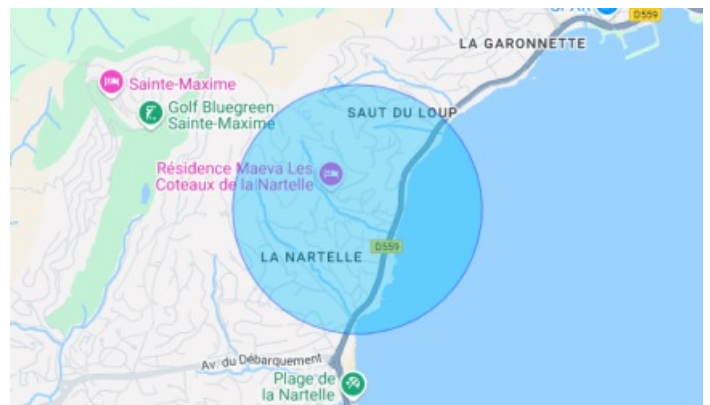 SPAR
D559
LA GARONNETTE
Sainte-Maxime
Golf Bluegreen
Sainte-Maxime
SAUT DU LOUP
Résidence Maeva Les
Coteaux de la Nartelle
D559
LA NARTELLE
Av. du Débarquement
Plage de
la Nartelle